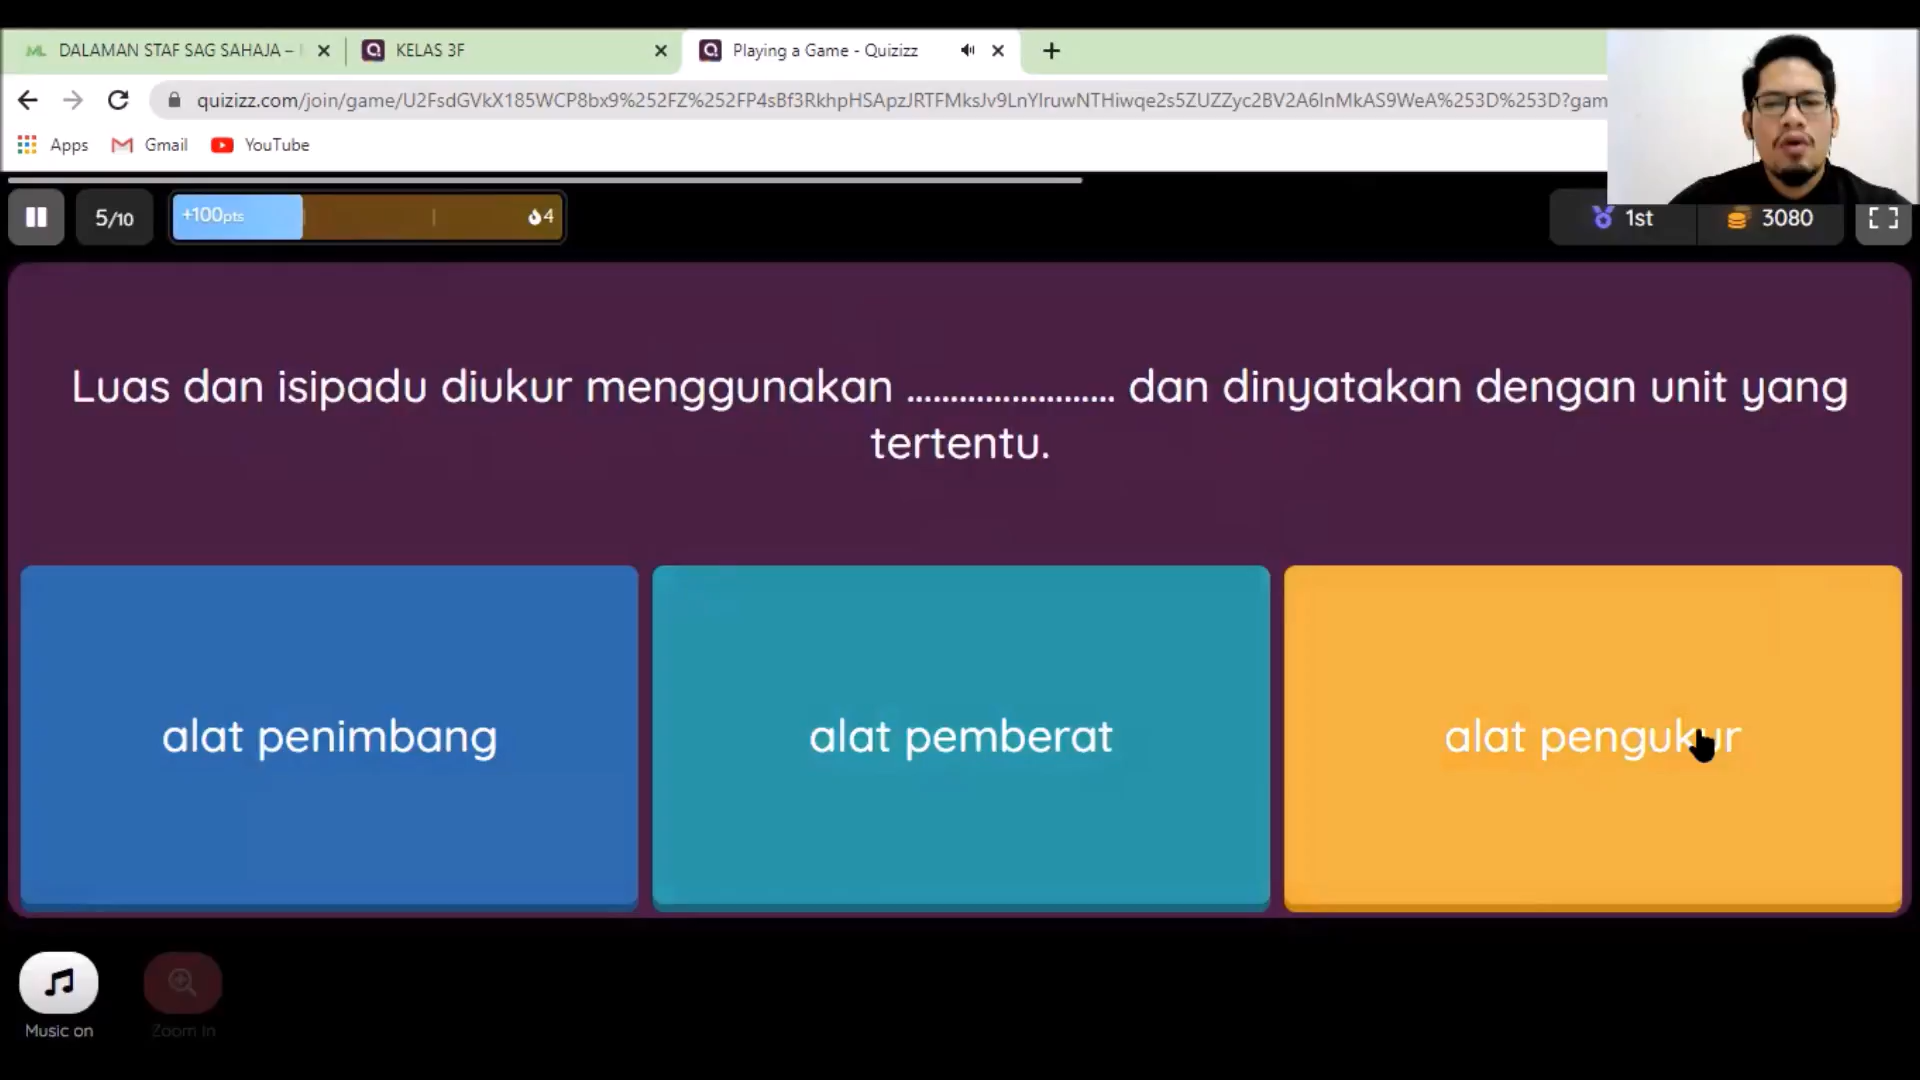 DALAMAN STAF SAG SAHAJA –
KELAS 3F
Playing a Game - Quizizz
quizizz.com/join/game/U2FsdGVkX185WCP8bx9%252FZ%252FP4sBf3RkhpHSApzJRTFMksJv9LnYIruwNTHiwqe2s5ZUZZyc2BV2A6InMkAS9WeA%253D%253D?gam
Apps
Gmail
YouTube
5/10
+100pts
4
1st
3080
Luas dan isipadu diukur menggunakan ........................ dan dinyatakan dengan unit yang
tertentu.
alat penimbang
alat pemberat
alat pengukur
Music on
Zoom In